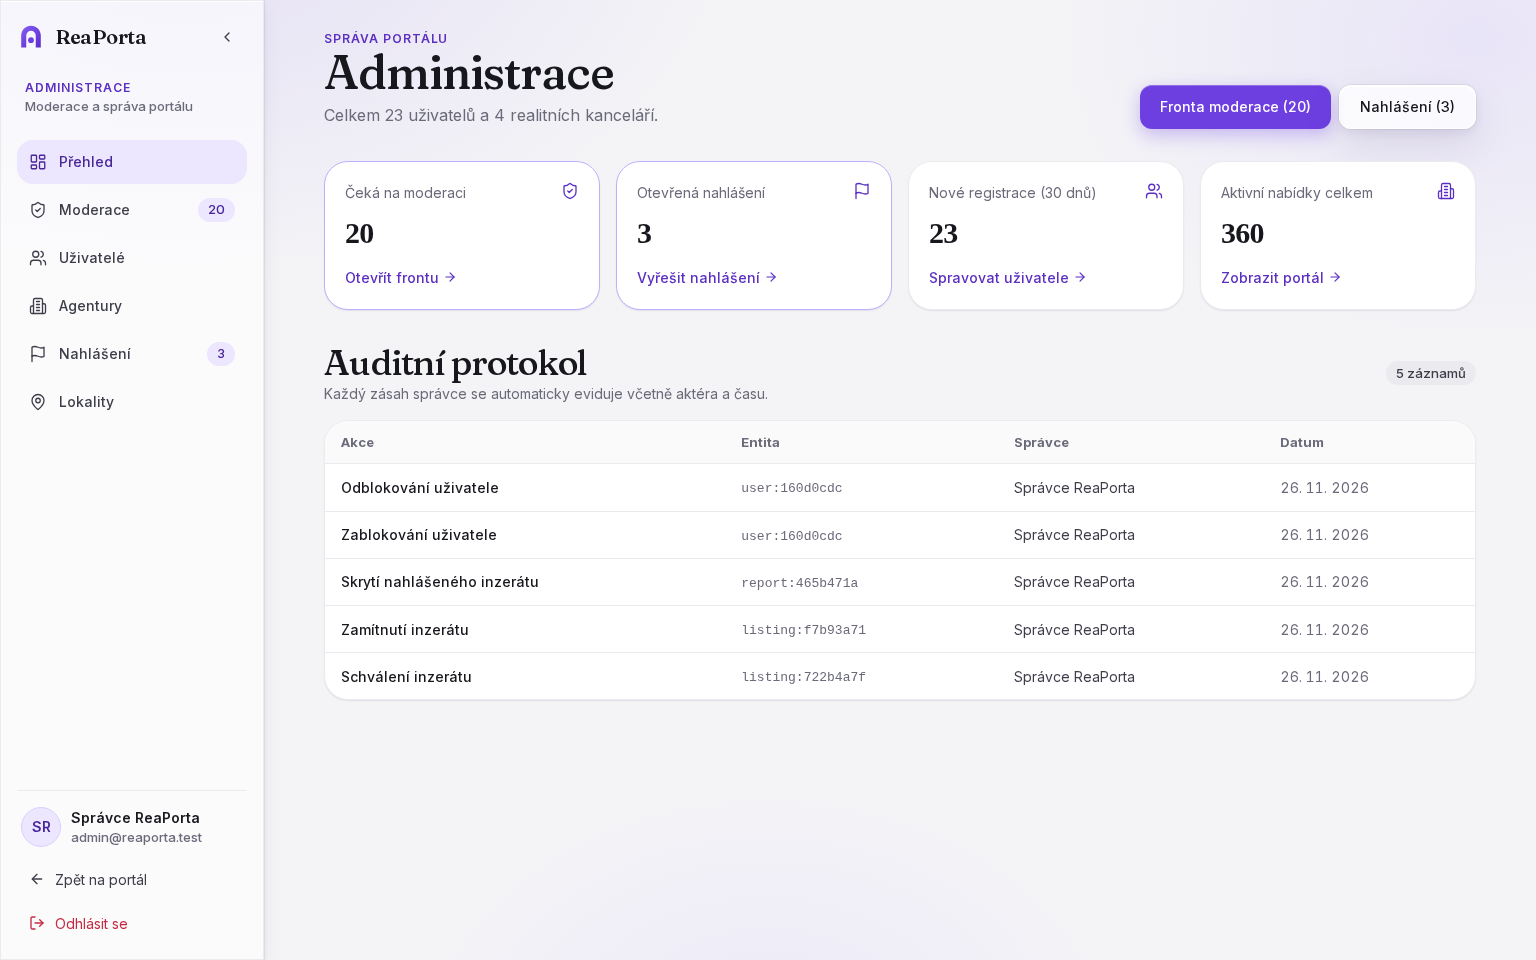 ReaPorta
ADMINISTRACE
Moderace a správa portálu
Přehled
Moderace 20
Uživatelé
Agentury
Nahlášení 3
Lokality
SR
Správce ReaPorta
admin@reaporta.test
Zpět na portál
Odhlásit se
SPRÁVA PORTÁLU
Administrace
Celkem 23 uživatelů a 4 realitních kanceláří.
Fronta moderace (20)
Nahlášení (3)
Čeká na moderaci
20
Otevřít frontu →
Otevřená nahlášení
3
Vyřešit nahlášení →
Nové registrace (30 dnů)
23
Spravovat uživatele →
Aktivní nabídky celkem
360
Zobrazit portál →
Auditní protokol
Každý zásah správce se automaticky eviduje včetně aktéra a času.
5 záznamů
Akce Entita Správce Datum
Odblokování uživatele user:160d0cdc Správce ReaPorta 26. 11. 2026
Zablokování uživatele user:160d0cdc Správce ReaPorta 26. 11. 2026
Skrytí nahlášeného inzerátu report:465b471a Správce ReaPorta 26. 11. 2026
Zamítnutí inzerátu listing:f7b93a71 Správce ReaPorta 26. 11. 2026
Schválení inzerátu listing:722b4a7f Správce ReaPorta 26. 11. 2026